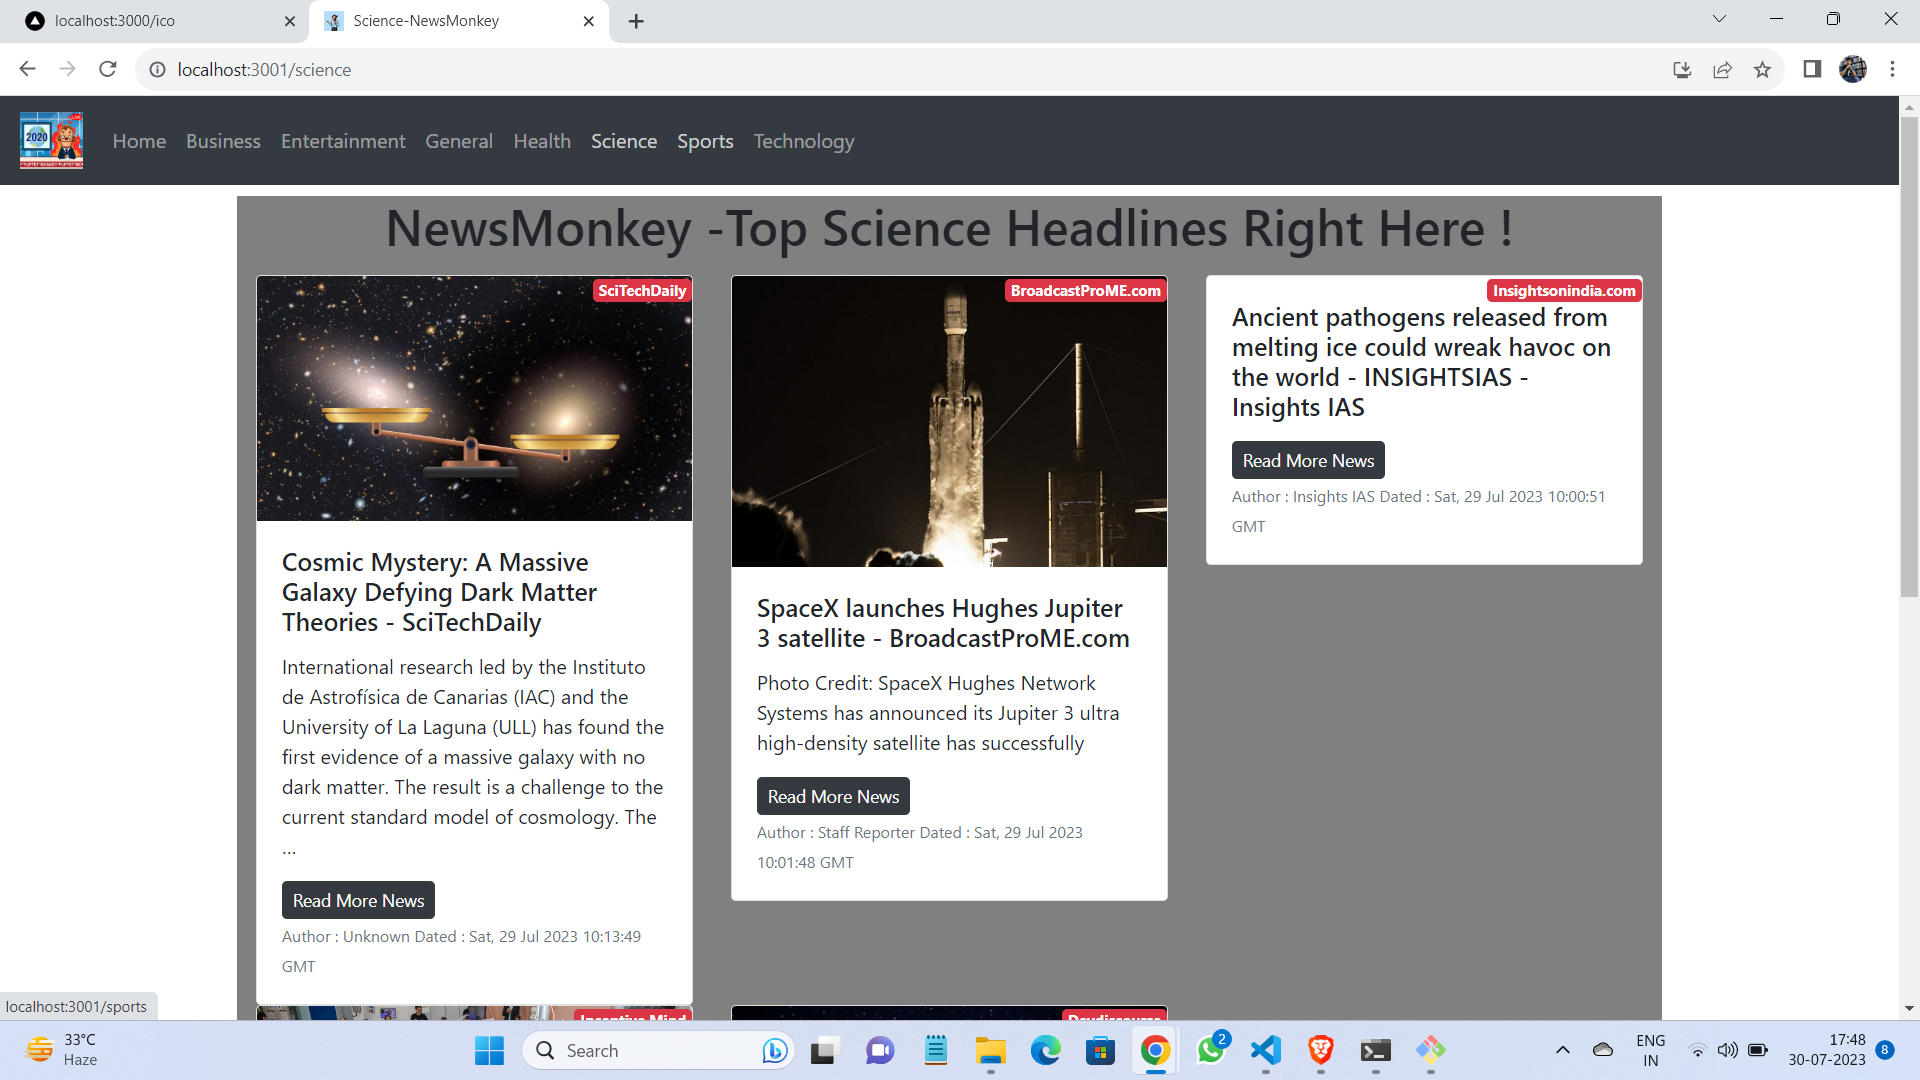 localhost:3000/ico
Science-NewsMonkey
localhost:3001/science
2020
LIVE
Home Business Entertainment General Health Science Sports Technology
NewsMonkey -Top Science Headlines Right Here !
SciTechDaily
Cosmic Mystery: A Massive
Galaxy Defying Dark Matter
Theories - SciTechDaily
International research led by the Instituto
de Astrofísica de Canarias (IAC) and the
University of La Laguna (ULL) has found the
first evidence of a massive galaxy with no
dark matter. The result is a challenge to the
current standard model of cosmology. The
...
Read More News
Author : Unknown Dated : Sat, 29 Jul 2023 10:13:49
GMT
BroadcastProME.com
SpaceX launches Hughes Jupiter
3 satellite - BroadcastProME.com
Photo Credit: SpaceX Hughes Network
Systems has announced its Jupiter 3 ultra
high-density satellite has successfully
Read More News
Author : Staff Reporter Dated : Sat, 29 Jul 2023
10:01:48 GMT
Insightsonindia.com
Ancient pathogens released from
melting ice could wreak havoc on
the world - INSIGHTSIAS -
Insights IAS
Read More News
Author : Insights IAS Dated : Sat, 29 Jul 2023 10:00:51
GMT
Inceptive Mind
Devdiscourse
localhost:3001/sports
33°C
Haze
Search
2
ENG
IN
17:48
30-07-2023
8